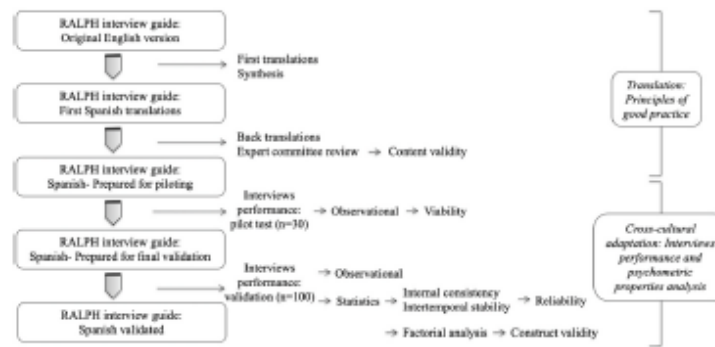 RALPH interview guide:
Original English version
First translations
Synthesis
RALPH interview guide:
First Spanish translations
Back translations
Expert committee review → Content validity
RALPH interview guide:
Spanish- Prepared for piloting
Interviews
performance: → Observational → Viability
pilot test (n=30)
RALPH interview guide:
Spanish- Prepared for final validation
Interviews
performance: → Observational
validation (n=100) → Statistics → Internal consistency
Intertemporal stability → Reliability
→ Factorial analysis → Construct validity
RALPH interview guide:
Spanish validated
Translation:
Principles of
good practice
Cross-cultural
adaptation: Interviews
performance and
psychometric
properties analysis